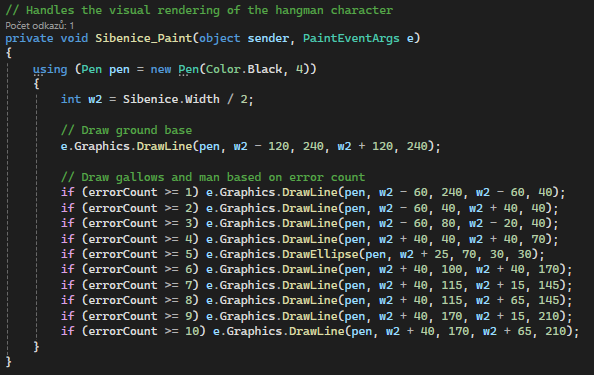 // Handles the visual rendering of the hangman character
Počet odkazů: 1
private void Sibenice_Paint(object sender, PaintEventArgs e)
{
    using (Pen pen = new Pen(Color.Black, 4))
    {
        int w2 = Sibenice.Width / 2;

        // Draw ground base
        e.Graphics.DrawLine(pen, w2 - 120, 240, w2 + 120, 240);

        // Draw gallows and man based on error count
        if (errorCount >= 1) e.Graphics.DrawLine(pen, w2 - 60, 240, w2 - 60, 40);
        if (errorCount >= 2) e.Graphics.DrawLine(pen, w2 - 60, 40, w2 + 40, 40);
        if (errorCount >= 3) e.Graphics.DrawLine(pen, w2 - 60, 80, w2 - 20, 40);
        if (errorCount >= 4) e.Graphics.DrawLine(pen, w2 + 40, 40, w2 + 40, 70);
        if (errorCount >= 5) e.Graphics.DrawEllipse(pen, w2 + 25, 70, 30, 30);
        if (errorCount >= 6) e.Graphics.DrawLine(pen, w2 + 40, 100, w2 + 40, 170);
        if (errorCount >= 7) e.Graphics.DrawLine(pen, w2 + 40, 115, w2 + 15, 145);
        if (errorCount >= 8) e.Graphics.DrawLine(pen, w2 + 40, 115, w2 + 65, 145);
        if (errorCount >= 9) e.Graphics.DrawLine(pen, w2 + 40, 170, w2 + 15, 210);
        if (errorCount >= 10) e.Graphics.DrawLine(pen, w2 + 40, 170, w2 + 65, 210);
    }
}